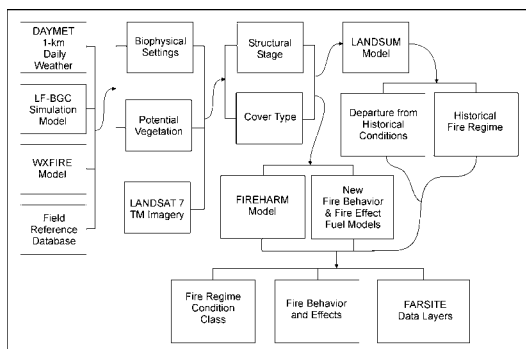 DAYMET
1-km
Daily
Weather
LF-BGC
Simulation
Model
WXFIRE
Model
Field
Reference
Database
Biophysical
Settings
Potential
Vegetation
LANDSAT 7
TM Imagery
Structural
Stage
Cover Type
LANDSUM
Model
Departure from
Historical
Conditions
Historical
Fire Regime
FIREHARM
Model
New
Fire Behavior
& Fire Effect
Fuel Models
Fire Regime
Condition
Class
Fire Behavior
and Effects
FARSITE
Data Layers